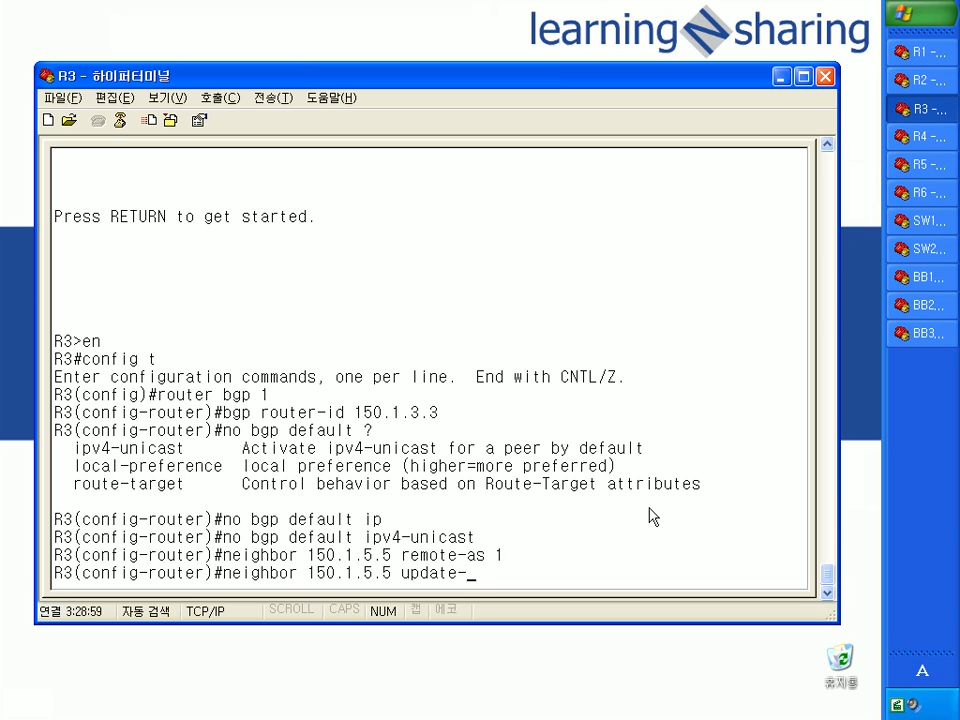 learning N sharing
R3 - 하이퍼터미널
파일(F) 편집(E) 보기(V) 호출(C) 전송(T) 도움말(H)
Press RETURN to get started.
R3>en
R3#config t
Enter configuration commands, one per line.  End with CNTL/Z.
R3(config)#router bgp 1
R3(config-router)#bgp router-id 150.1.3.3
R3(config-router)#no bgp default ?
ipv4-unicast Activate ipv4-unicast for a peer by default
local-preference local preference (higher=more preferred)
route-target Control behavior based on Route-Target attributes
R3(config-router)#no bgp default ip
R3(config-router)#no bgp default ipv4-unicast
R3(config-router)#neighbor 150.1.5.5 remote-as 1
R3(config-router)#neighbor 150.1.5.5 update-_
연결 3:28:59 자동 검색 TCP/IP SCROLL CAPS NUM 캡 에코
R1 -...
R2 -...
R3 -...
R4 -...
R5 -...
R6 -...
SW1...
SW2...
BB1...
BB2...
BB3...
휴지통
A